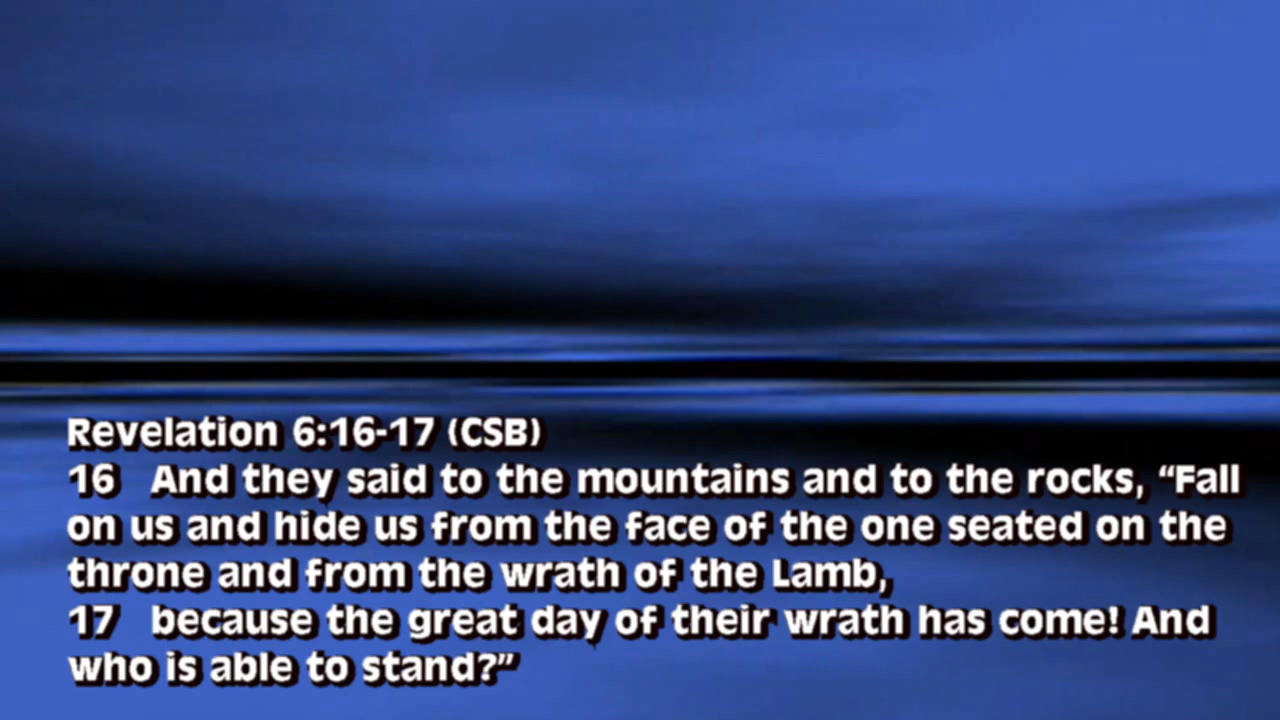 Revelation 6:16-17 (CSB)
16 And they said to the mountains and to the rocks, “Fall
on us and hide us from the face of the one seated on the
throne and from the wrath of the Lamb,
17 because the great day of their wrath has come! And
who is able to stand?”